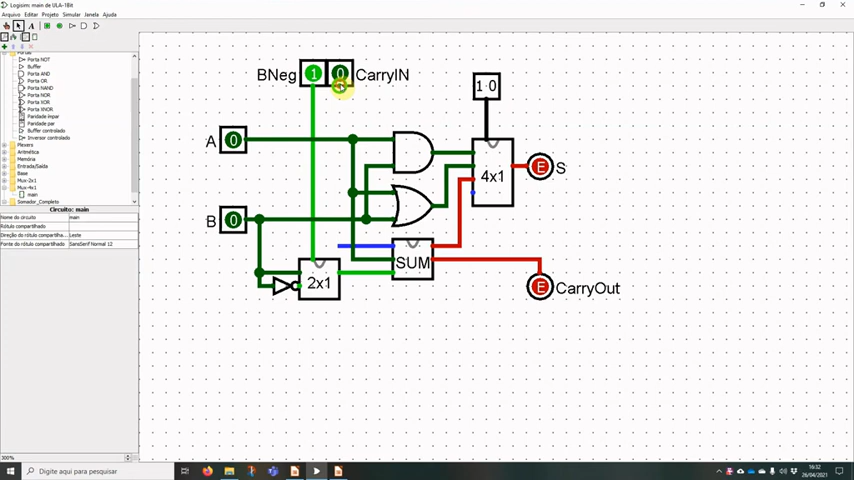 Logisim: main de ULA-1Bit
Arquivo Editar Projeto Simular Janela Ajuda
Portas
Porta NOT
Buffer
Porta AND
Porta OR
Porta NAND
Porta NOR
Porta XOR
Porta XNOR
Paridade ímpar
Paridade par
Buffer controlado
Inversor controlado
Plexers
Aritmética
Memória
Entrada/Saída
Base
Mux-2x1
Mux-4x1
main
Somador_Completo
Circuito: main
Nome do circuito main
Rótulo compartilhado
Direção do rótulo compartilha... Leste
Fonte do rótulo compartilhado SansSerif Normal 12
300%
BNeg 1 0 CarryIN
1 0
A 0
4x1 E S
B 0
SUM
2x1 E CarryOut
Digite aqui para pesquisar
16:32
26/04/2021